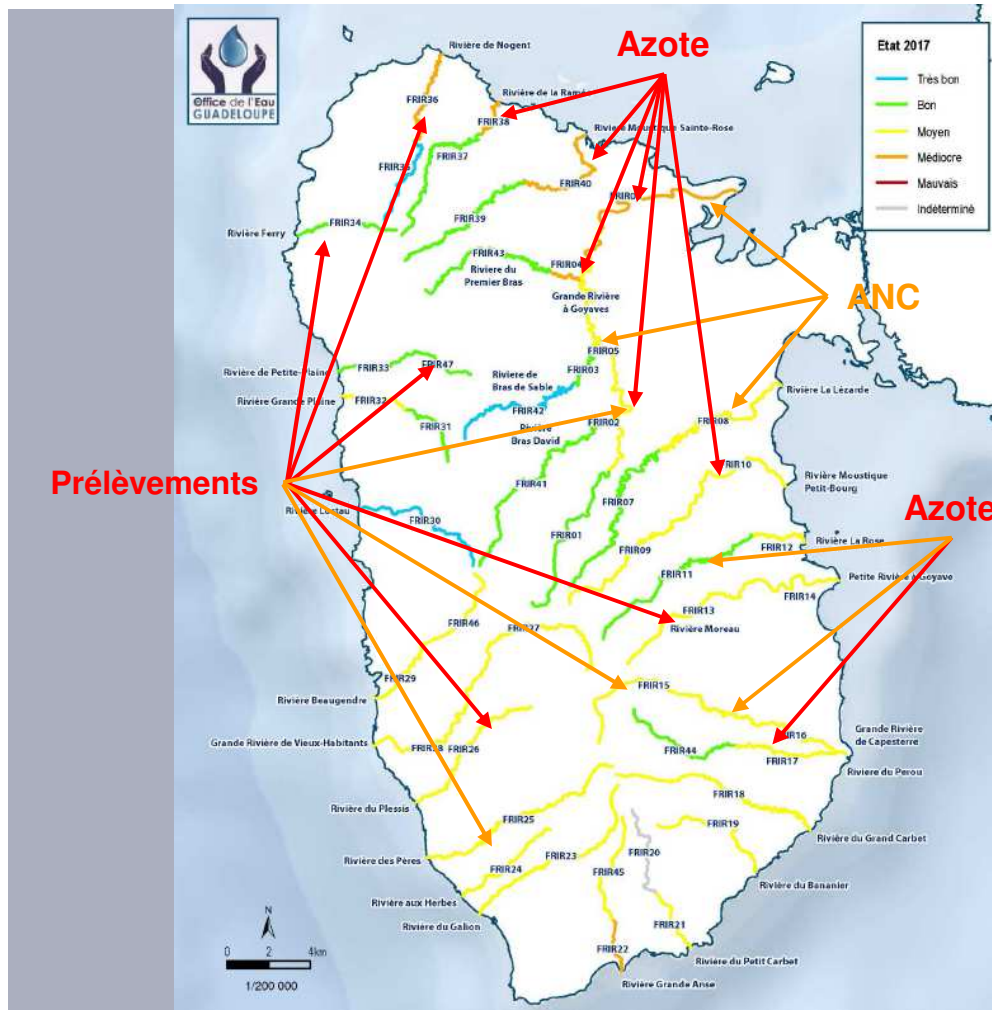 Office de l'Eau
GUADELOUPE
Rivière de Nogent
Azote
Etat 2017
Très bon
Bon
Moyen
Médiocre
Mauvais
Indéterminé
FRIR36
Rivière de la Ramée
FRIR38
Rivière Moustique Sainte-Rose
FRIR37
FRIR35
FRIR40
FRIR34
FRIR39
Rivière Ferry
FRIR43
Riviere du
Premier Bras
FRIR04
Grande Rivière
à Goyaves
ANC
FRIR05
FRIR33
FRIR47
FRIR03
Rivière de Petite-Plaine
Rivière de
Bras de Sable
Rivière La Lézarde
Rivière Grande Plaine
FRIR32
FRIR42
FRIR31
Rivière
Bras David
FRIR02
FRIR08
FRIR10
Rivière Moustique
Petit-Bourg
Prélèvements
FRIR41
FRIR07
Rivière Lostau
FRIR30
Azote
FRIR01
FRIR09
FRIR12
Rivière La Rose
FRIR11
Petite Rivière à Goyave
FRIR14
FRIR13
FRIR46
FRIR27
Rivière Moreau
FRIR29
FRIR15
Rivière Beaugendre
Grande Rivière
de Capesterre
FRIR16
Grande Rivière de Vieux-Habitants
FRIR26
FRIR44
FRIR17
Riviere du Perou
Rivière du Plessis
FRIR18
FRIR25
FRIR19
Rivière du Grand Carbet
Rivière des Pères
FRIR23
FRIR20
FRIR24
FRIR45
Rivière du Bananier
Rivière aux Herbes
Rivière du Galion
FRIR21
N
FRIR22
Rivière du Petit Carbet
0 2 4km
Rivière Grande Anse
1/200 000